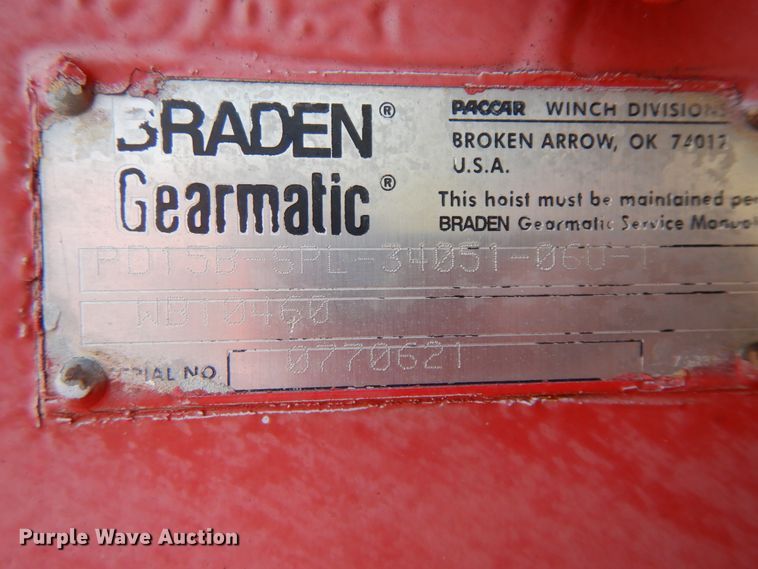 BRADEN®
Gearmatic®
PACCAR WINCH DIVISION
BROKEN ARROW, OK 74012
U.S.A.
This hoist must be maintained per
BRADEN Gearmatic Service Manual
PD15B-SPL-34051-06U-1
WB10460
SERIAL NO 0770621
Purple Wave Auction